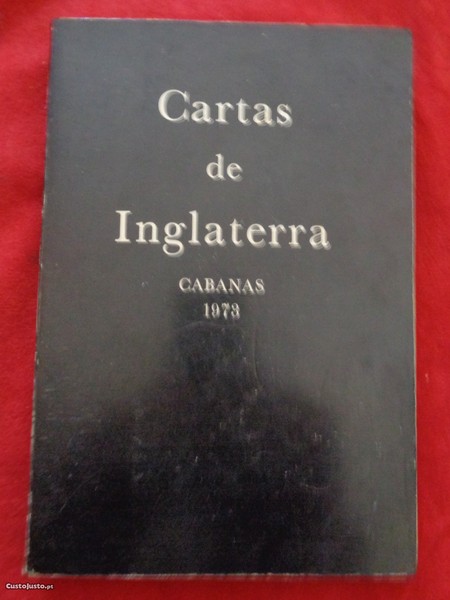 Cartas
de
Inglaterra
CABANAS
1973
CustoJusto.pt